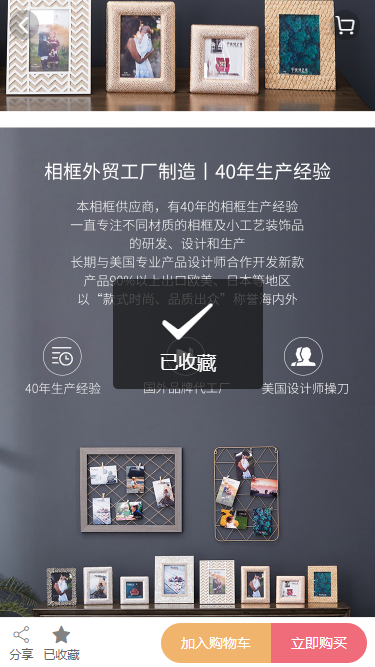 相框外贸工厂制造丨40年生产经验
本相框供应商，有40年的相框生产经验
一直专注不同材质的相框及小工艺装饰品
的研发、设计和生产
长期与美国专业产品设计师合作开发新款
产品90%以上出口欧美、日本等地区
以“款式时尚、品质出众”称誉海内外
已收藏
40年生产经验
国外品牌代工厂
美国设计师操刀
分享
已收藏
加入购物车
立即购买